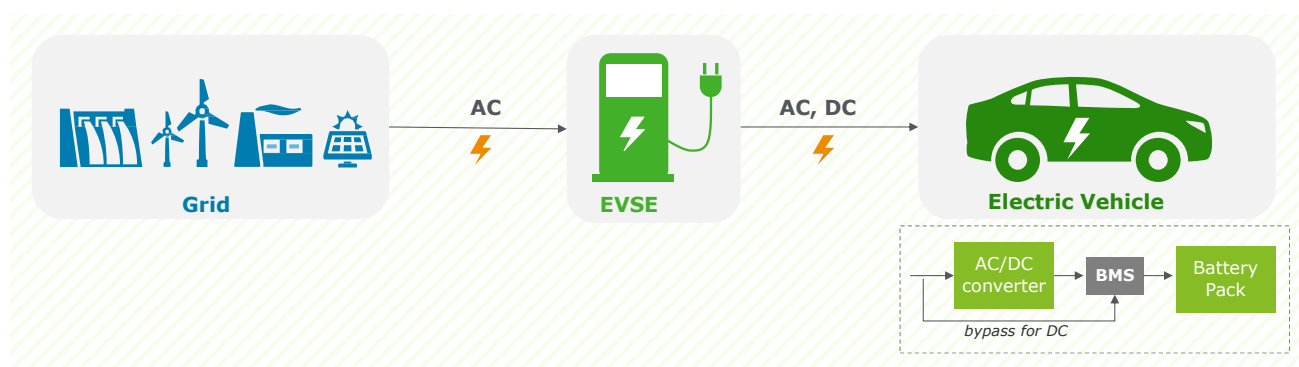 AC
AC, DC
Grid
EVSE
Electric Vehicle
AC/DC
converter
BMS
Battery
Pack
bypass for DC